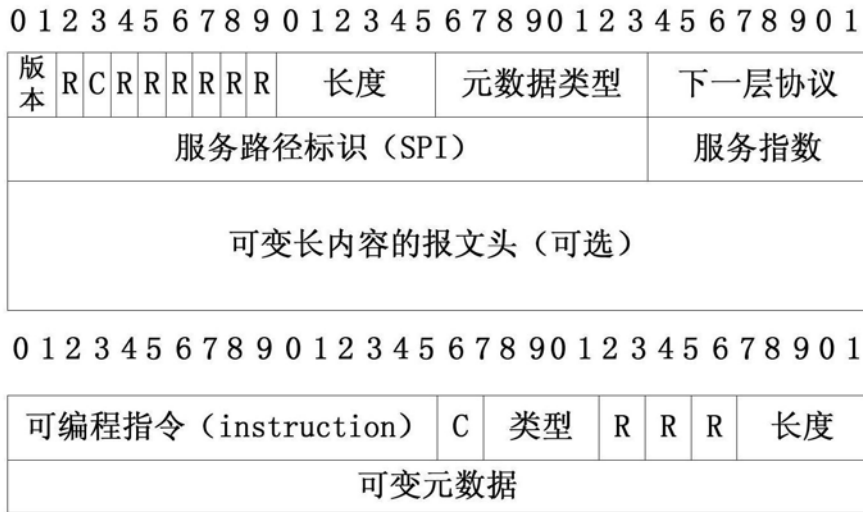 0 1 2 3 4 5 6 7 8 9 0 1 2 3 4 5 6 7 8 9 0 1 2 3 4 5 6 7 8 9 0 1
版本 R C R R R R R R 长度 元数据类型 下一层协议
服务路径标识（SPI） 服务指数
可变长内容的报文头（可选）
0 1 2 3 4 5 6 7 8 9 0 1 2 3 4 5 6 7 8 9 0 1 2 3 4 5 6 7 8 9 0 1
可编程指令（instruction） C 类型 R R R 长度
可变元数据